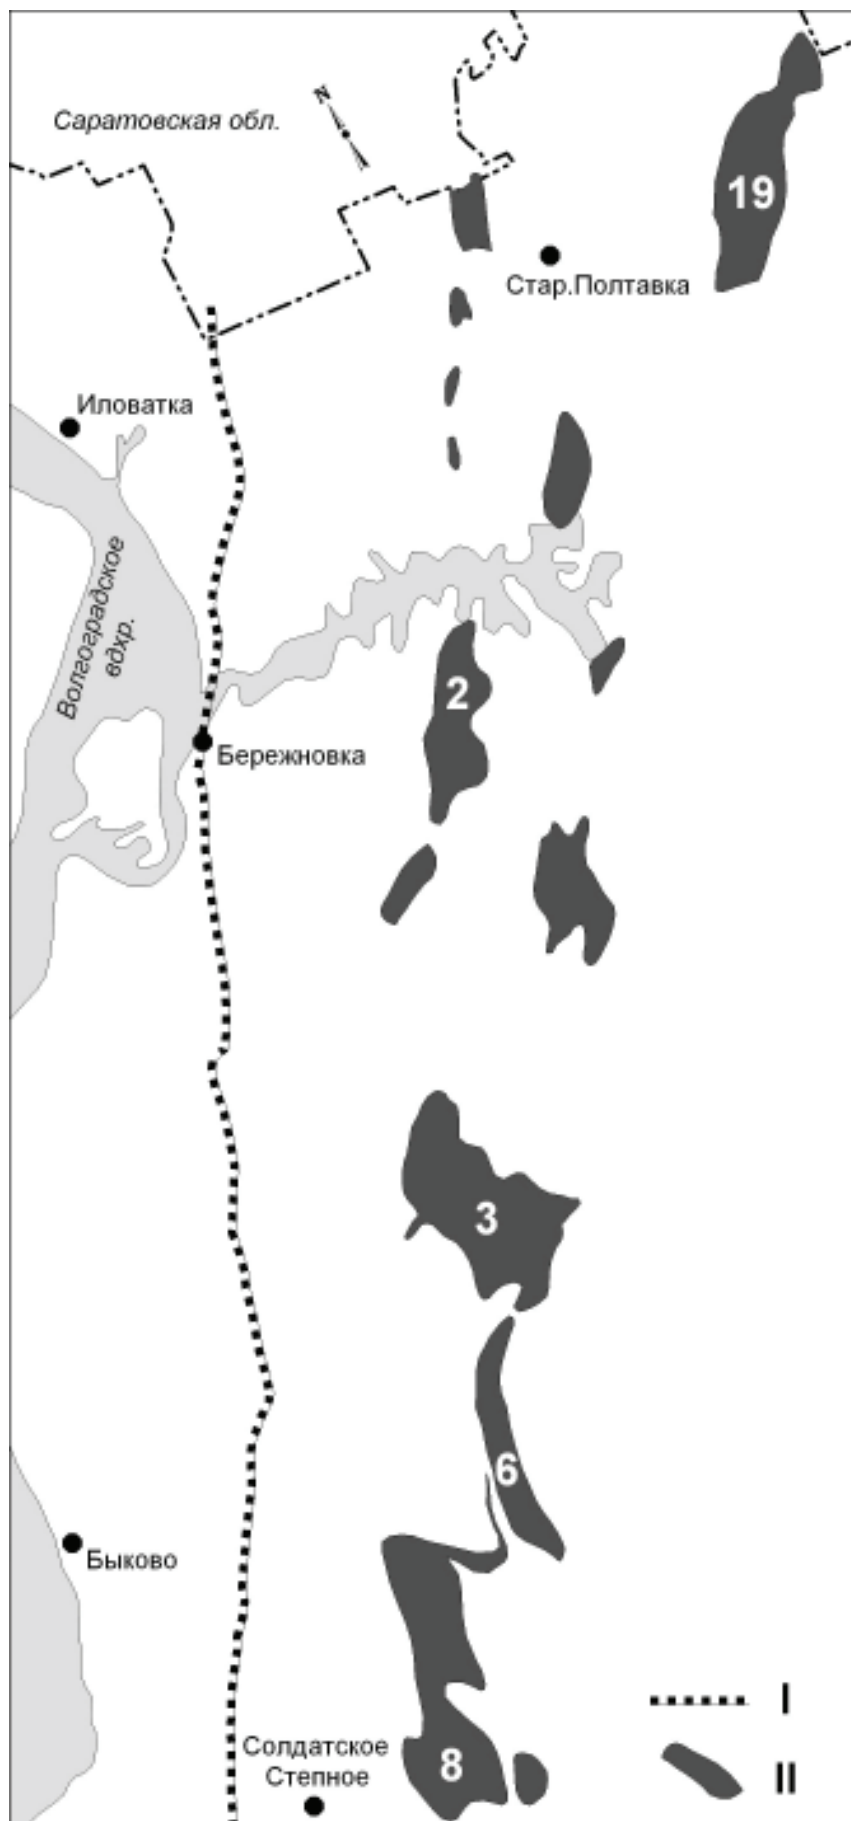 N
Саратовская обл.
19
Стар.Полтавка
Иловатка
Волгоградское
вдхр.
2
Бережновка
3
6
Быково
I
Солдатское
Степное
8
II